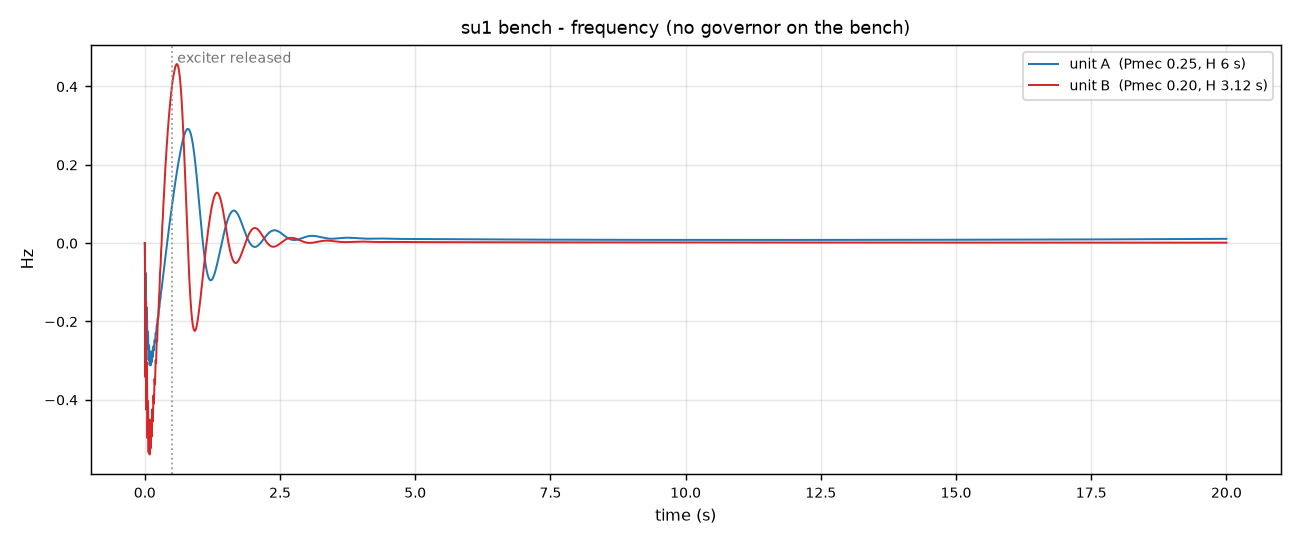 su1 bench - frequency (no governor on the bench)
exciter released
unit A  (Pmec 0.25, H 6 s)
unit B  (Pmec 0.20, H 3.12 s)
Hz
0.4
0.2
0.0
−0.2
−0.4
0.0 2.5 5.0 7.5 10.0 12.5 15.0 17.5 20.0
time (s)